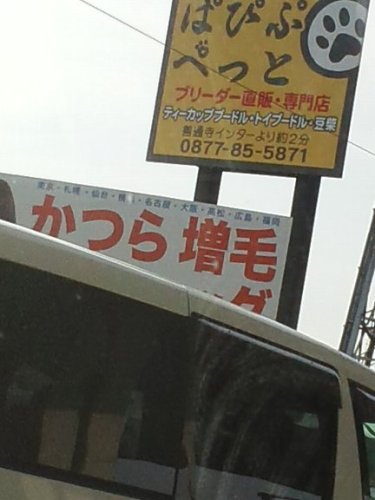 ぱぴぷ
ぺっと
ブリーダー直販・専門店
ティーカッププードル・トイプードル・豆柴
善通寺インターより約2分
0877-85-5871
東京・札幌・仙台・横浜・名古屋・大阪・高松・広島・福岡
かつら 増毛